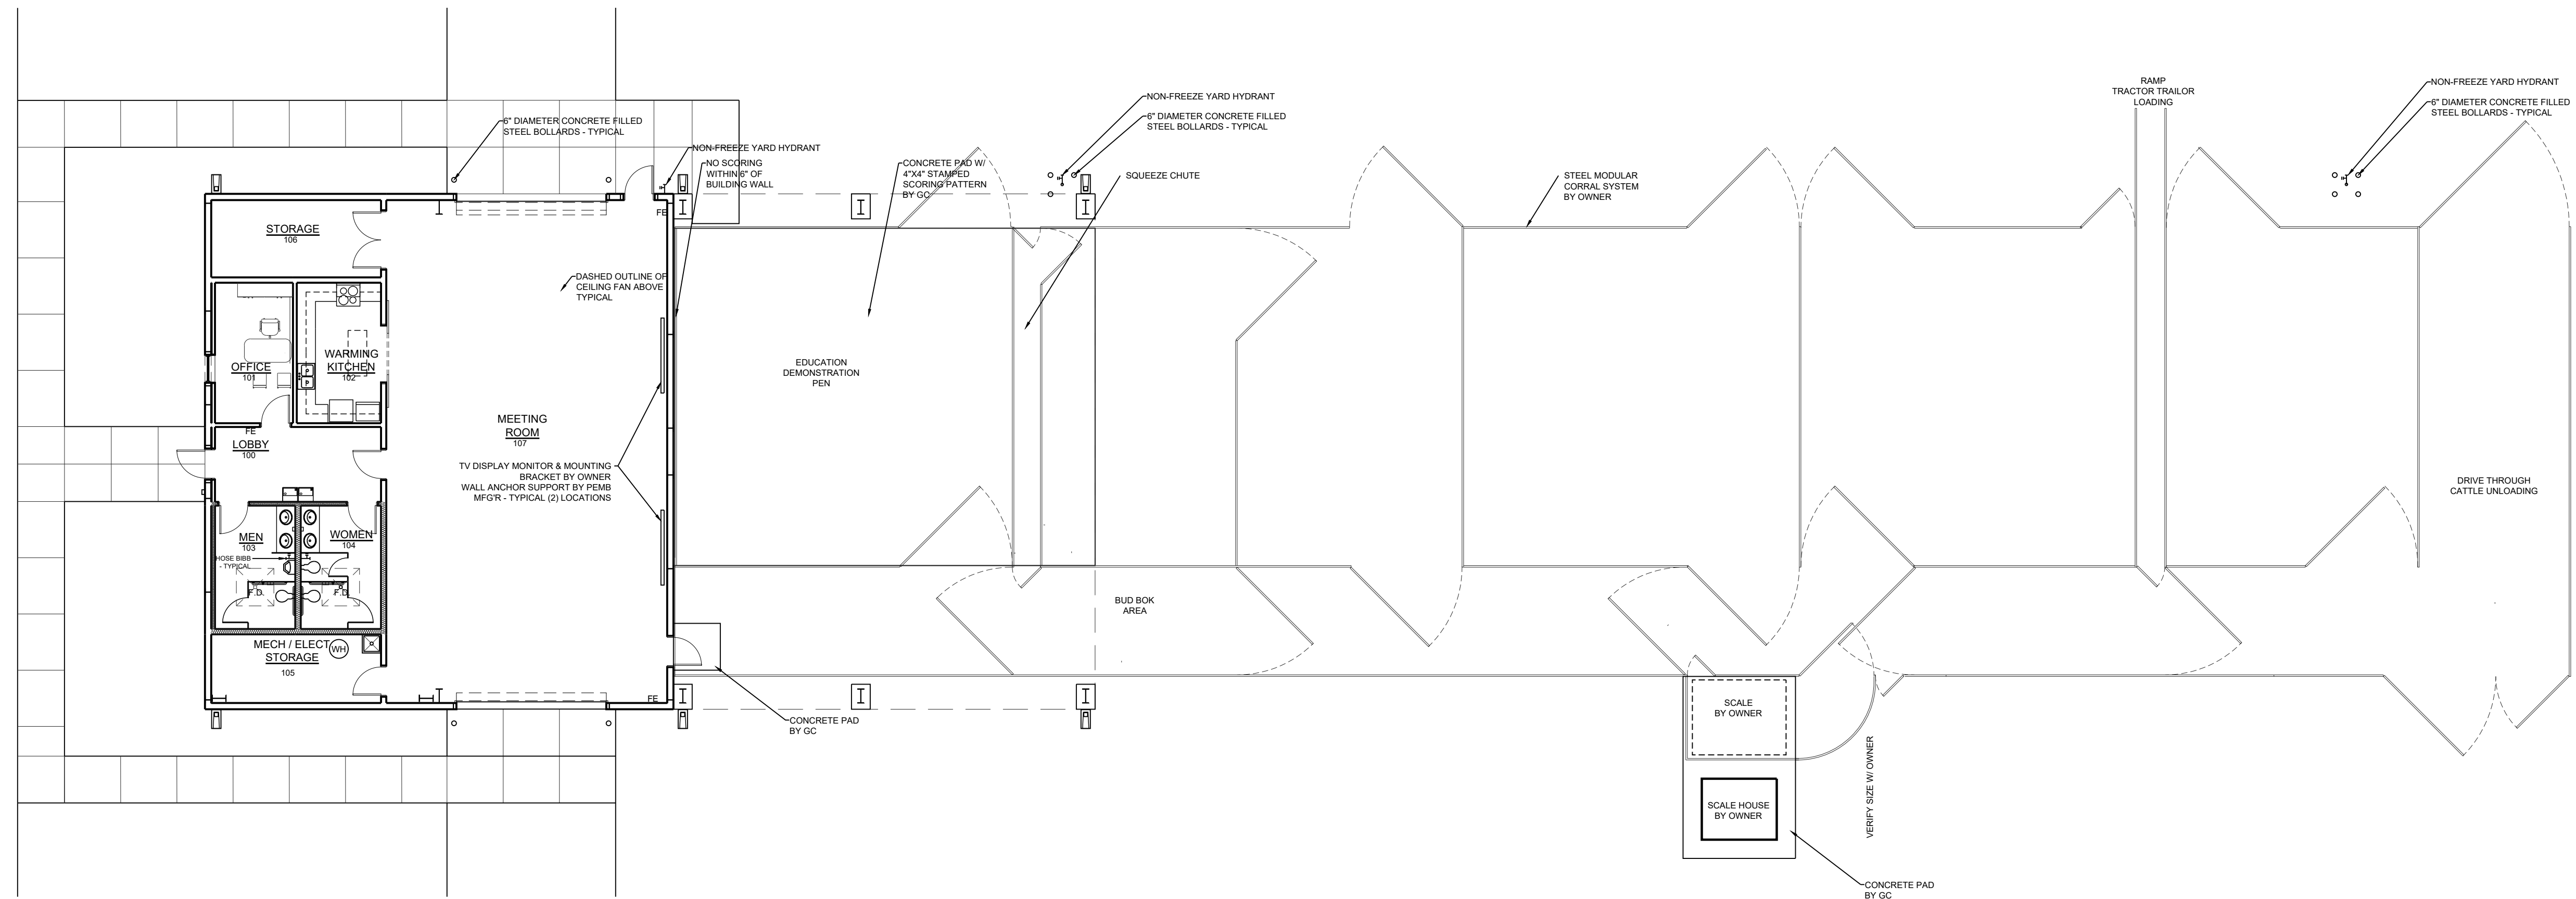 RAMP
TRACTOR TRAILOR
LOADING
NON-FREEZE YARD HYDRANT
6" DIAMETER CONCRETE FILLED
STEEL BOLLARDS - TYPICAL
NON-FREEZE YARD HYDRANT
6" DIAMETER CONCRETE FILLED
STEEL BOLLARDS - TYPICAL
6" DIAMETER CONCRETE FILLED
STEEL BOLLARDS - TYPICAL
NON-FREEZE YARD HYDRANT
NO SCORING
WITHIN 6" OF
BUILDING WALL
CONCRETE PAD W/
4"X4" STAMPED
SCORING PATTERN
BY GC
SQUEEZE CHUTE
STEEL MODULAR
CORRAL SYSTEM
BY OWNER
FE
STORAGE
106
DASHED OUTLINE OF
CEILING FAN ABOVE
TYPICAL
OFFICE
101
WARMING
KITCHEN
102
EDUCATION
DEMONSTRATION
PEN
MEETING
ROOM
107
FE
LOBBY
100
TV DISPLAY MONITOR & MOUNTING
BRACKET BY OWNER
WALL ANCHOR SUPPORT BY PEMB
MFG'R - TYPICAL (2) LOCATIONS
DRIVE THROUGH
CATTLE UNLOADING
MEN
103
WOMEN
104
HOSE BIBB
- TYPICAL
F.D.
F.D.
BUD BOK
AREA
MECH / ELECT
STORAGE
105
WH
FE
CONCRETE PAD
BY GC
SCALE
BY OWNER
VERIFY SIZE W/ OWNER
SCALE HOUSE
BY OWNER
CONCRETE PAD
BY GC